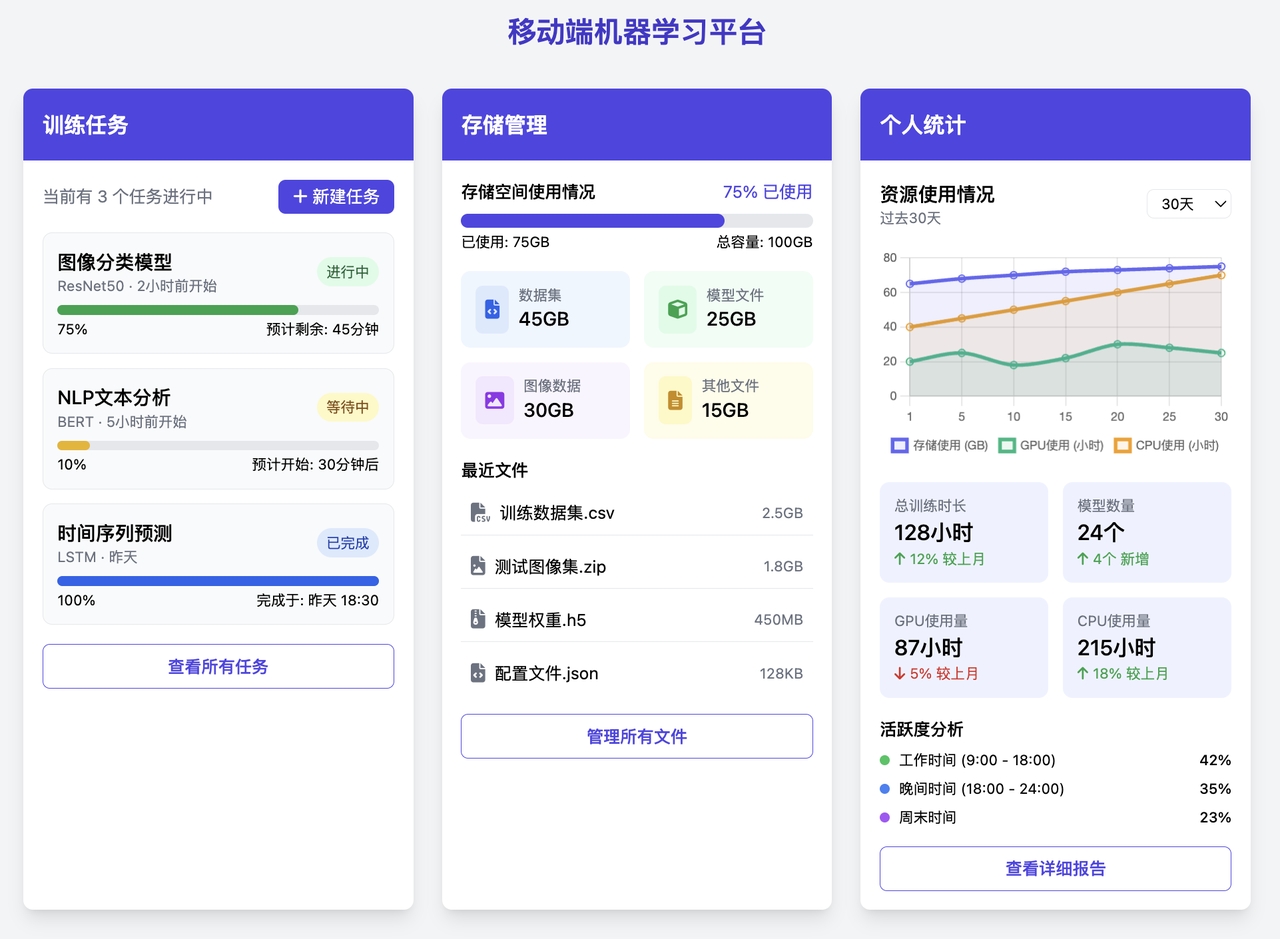 移动端机器学习平台
训练任务
当前有 3 个任务进行中
+ 新建任务
图像分类模型
进行中
ResNet50 · 2小时前开始
75%
预计剩余: 45分钟
NLP文本分析
等待中
BERT · 5小时前开始
10%
预计开始: 30分钟后
时间序列预测
已完成
LSTM · 昨天
100%
完成于: 昨天 18:30
查看所有任务
存储管理
存储空间使用情况
75% 已使用
已使用: 75GB
总容量: 100GB
数据集
45GB
模型文件
25GB
图像数据
30GB
其他文件
15GB
最近文件
CSV
训练数据集.csv
2.5GB
测试图像集.zip
1.8GB
模型权重.h5
450MB
配置文件.json
128KB
管理所有文件
个人统计
资源使用情况
过去30天
30天
80
60
40
20
0
1 5 10 15 20 25 30
存储使用 (GB) GPU使用 (小时) CPU使用 (小时)
总训练时长
128小时
↑ 12% 较上月
模型数量
24个
↑ 4个 新增
GPU使用量
87小时
↓ 5% 较上月
CPU使用量
215小时
↑ 18% 较上月
活跃度分析
工作时间 (9:00 - 18:00)
42%
晚间时间 (18:00 - 24:00)
35%
周末时间
23%
查看详细报告